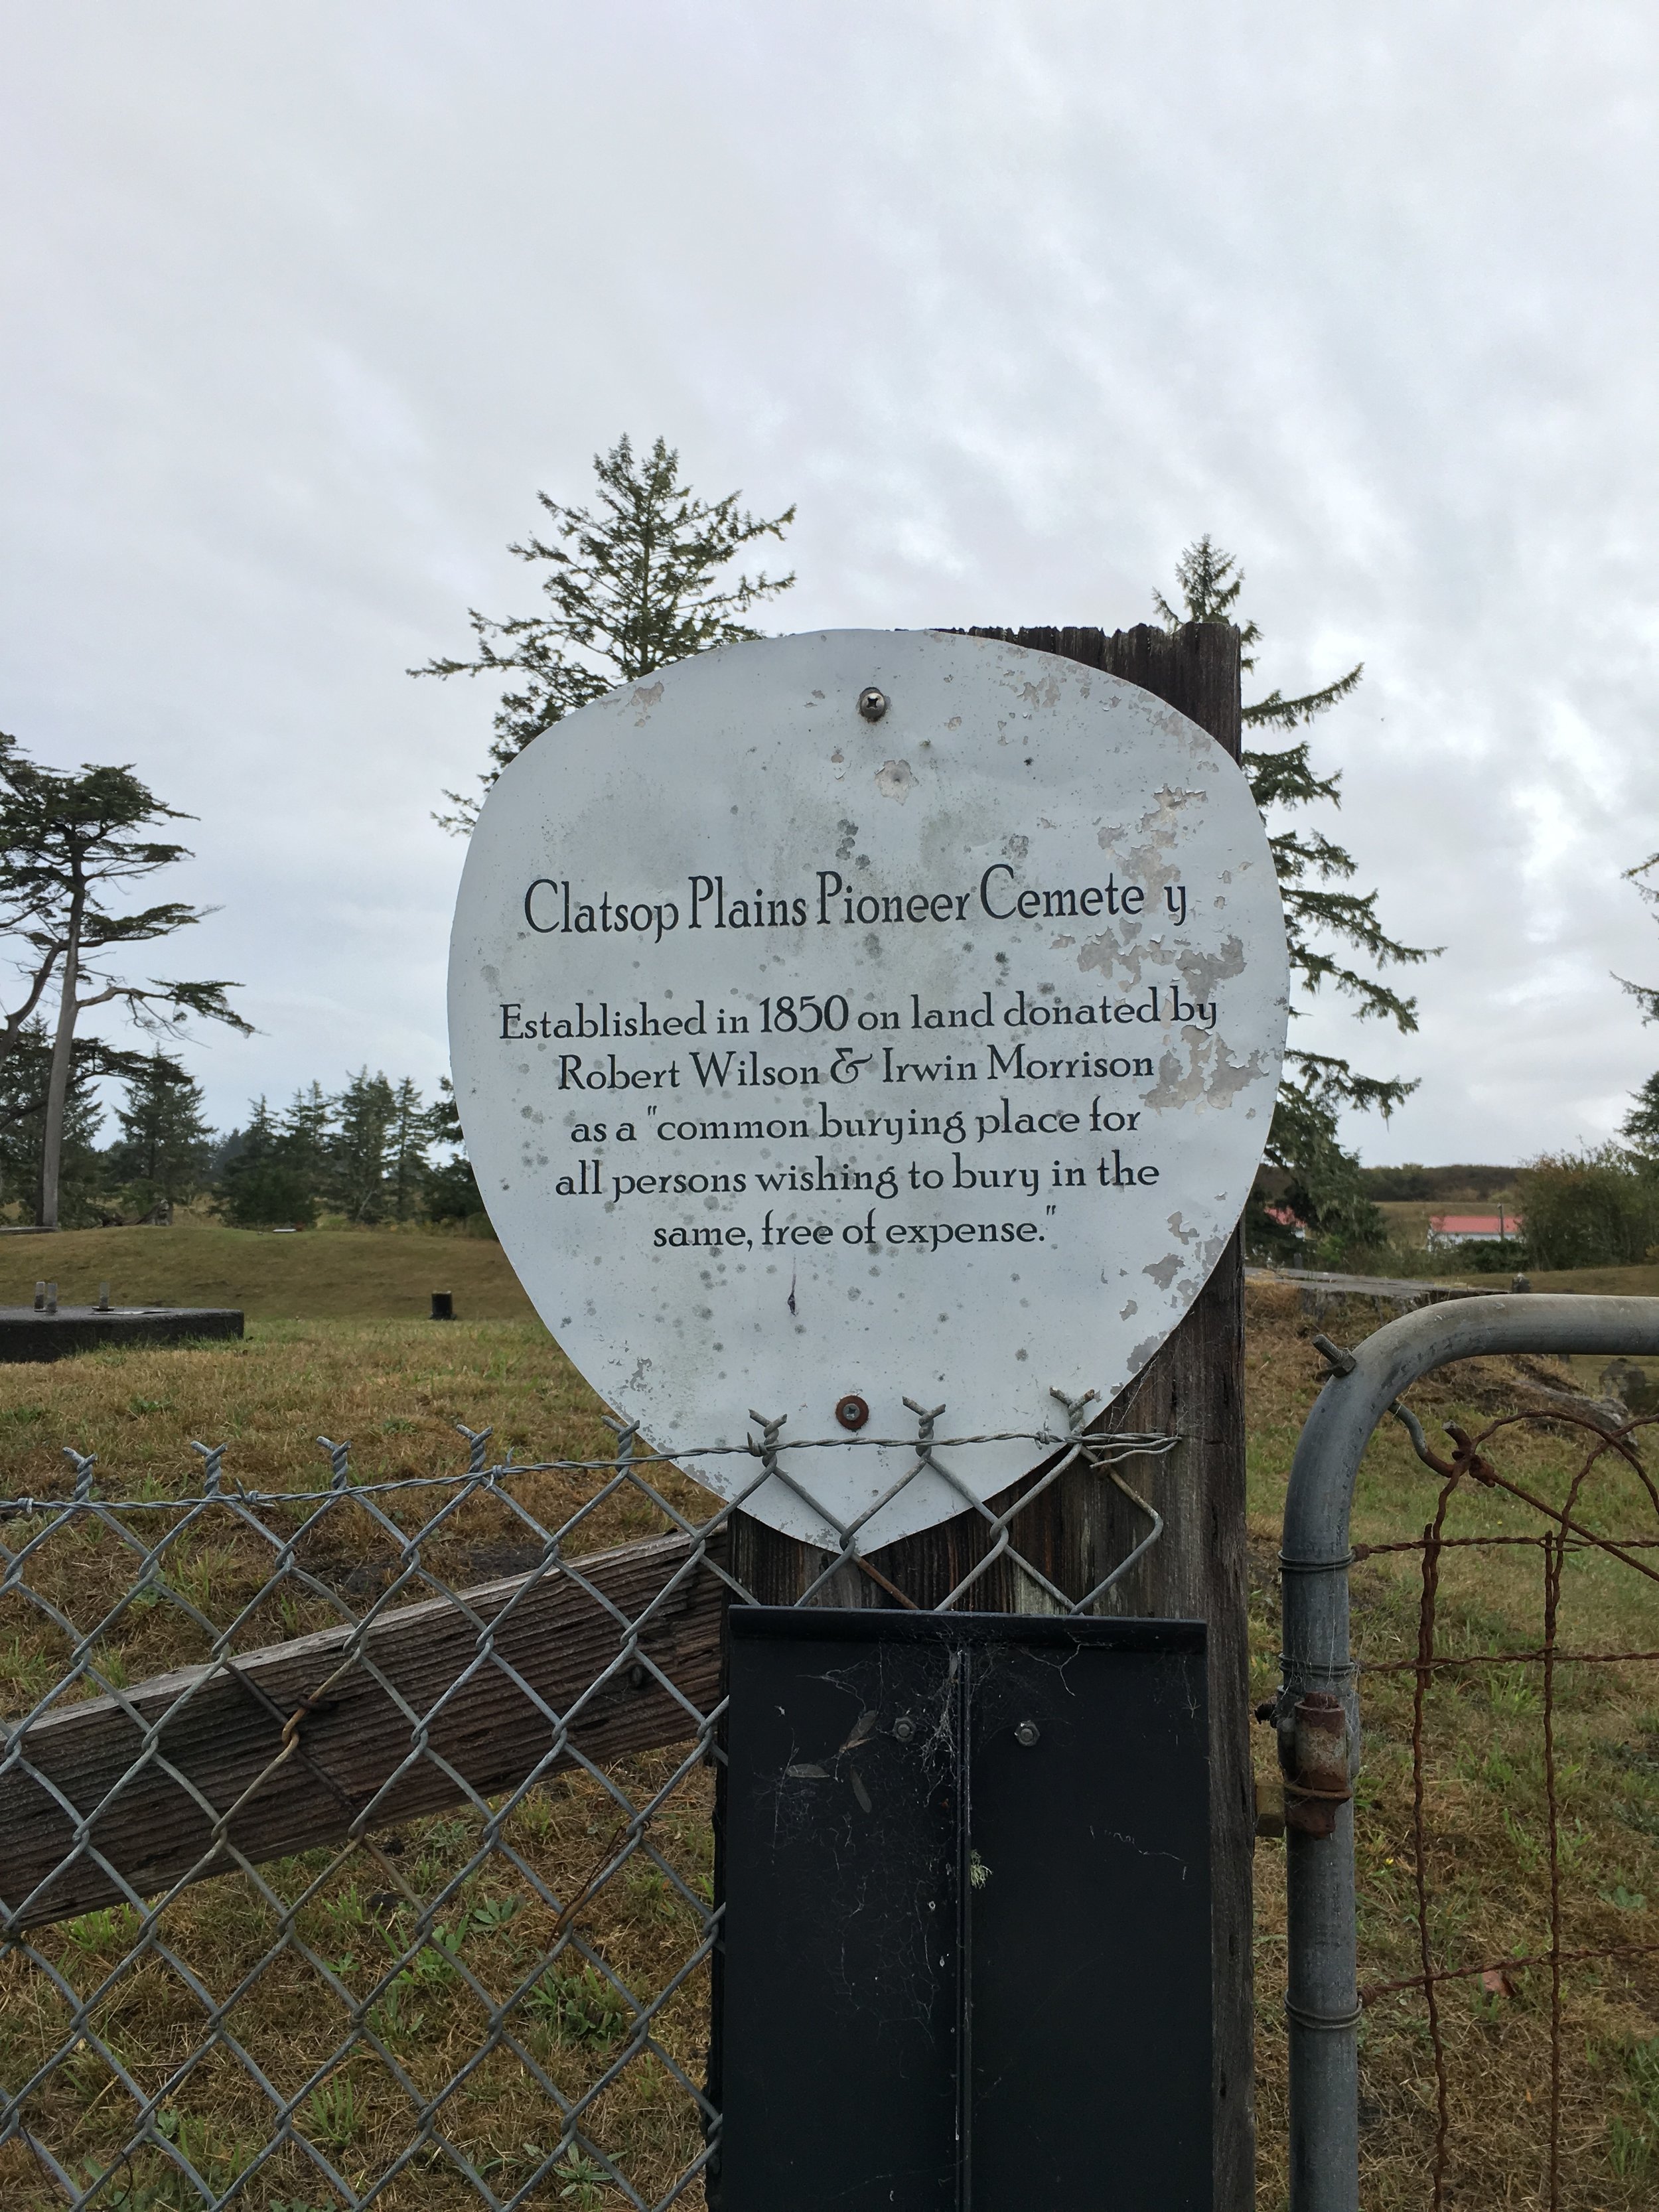 Clatsop Plains Pioneer Cemete y
Established in 1850 on land donated by
Robert Wilson & Irwin Morrison
as a "common burying place for
all persons wishing to bury in the
same, free of expense."